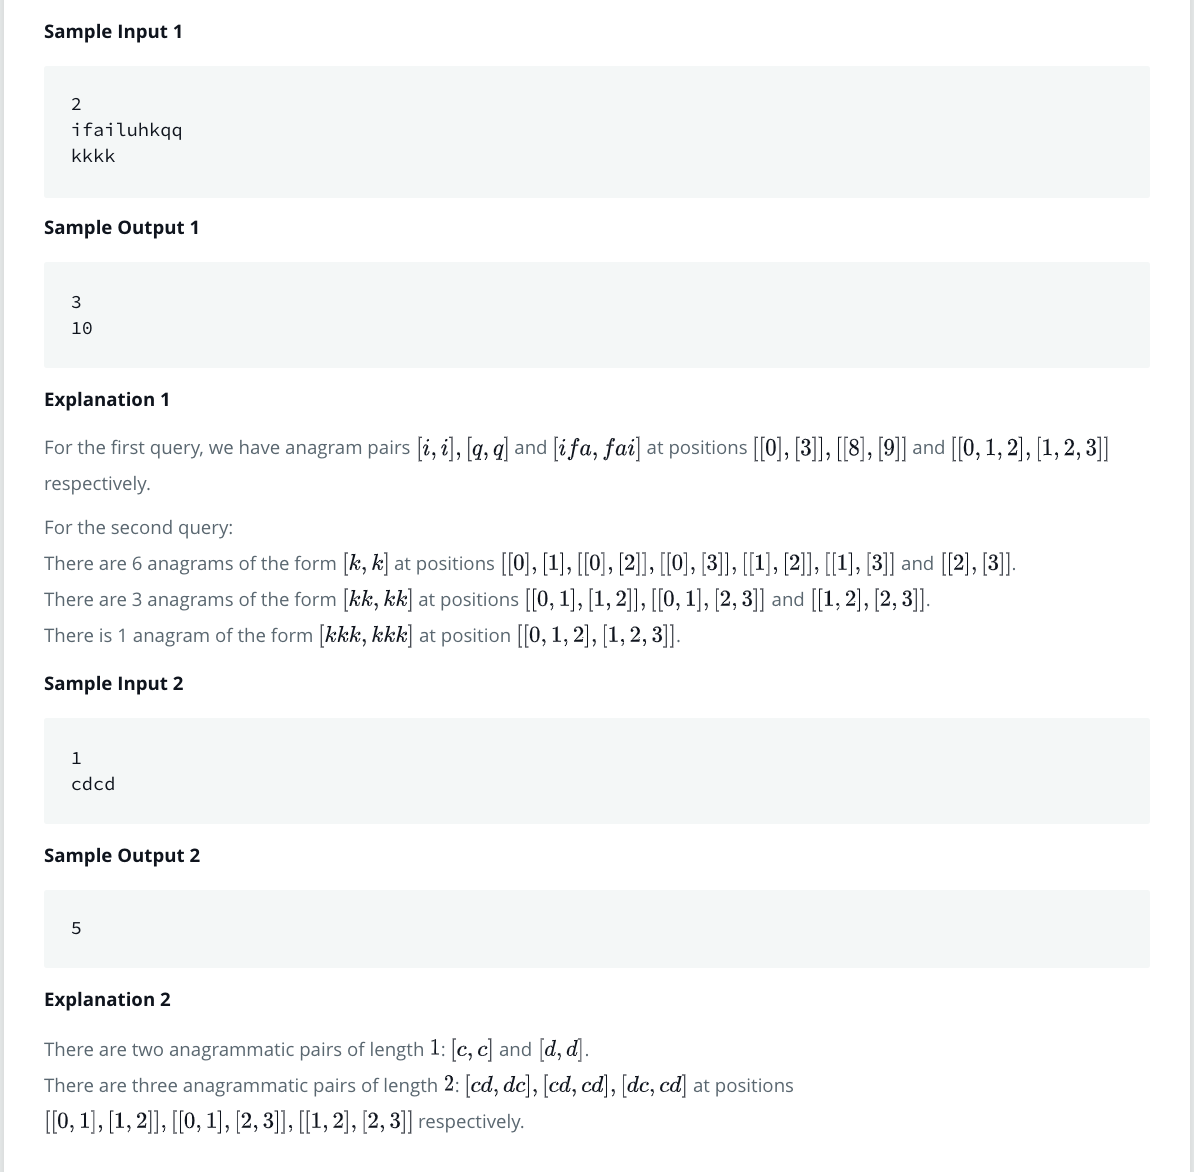 Sample Input 1
2
ifailuhkqq
kkkk
Sample Output 1
3
10
Explanation 1
For the first query, we have anagram pairs [i, i], [q, q] and [ifa, fai] at positions [[0], [3]], [[8], [9]] and [[0, 1, 2], [1, 2, 3]]
respectively.
For the second query:
There are 6 anagrams of the form [k, k] at positions [[0], [1], [[0], [2]], [[0], [3]], [[1], [2]], [[1], [3]] and [[2], [3]].
There are 3 anagrams of the form [kk, kk] at positions [[0, 1], [1, 2]], [[0, 1], [2, 3]] and [[1, 2], [2, 3]].
There is 1 anagram of the form [kkk, kkk] at position [[0, 1, 2], [1, 2, 3]].
Sample Input 2
1
cdcd
Sample Output 2
5
Explanation 2
There are two anagrammatic pairs of length 1: [c, c] and [d, d].
There are three anagrammatic pairs of length 2: [cd, dc], [cd, cd], [dc, cd] at positions
[[0, 1], [1, 2]], [[0, 1], [2, 3]], [[1, 2], [2, 3]] respectively.